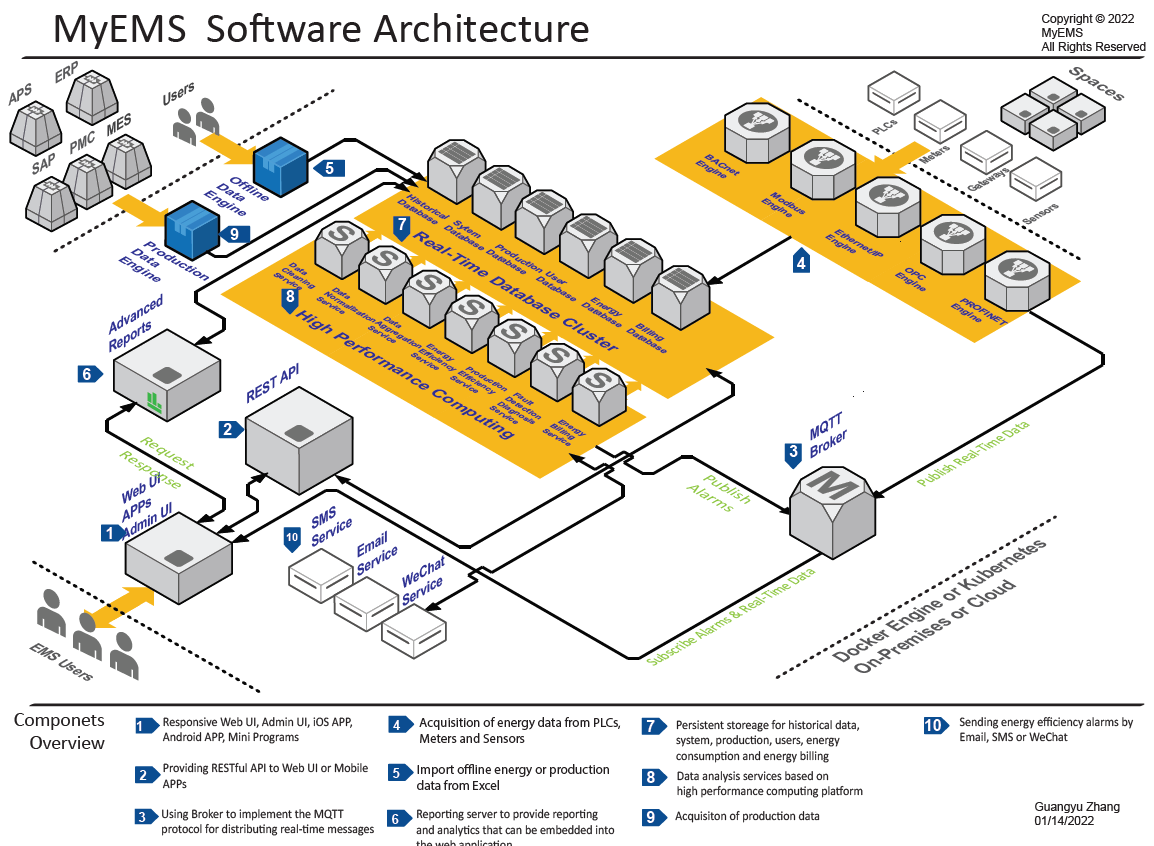 MyEMS Software Architecture
Copyright © 2022
MyEMS
All Rights Reserved
APS
ERP
SAP
PMC
MES
Users
5
Offline
Data
Engine
9
Production
Data
Engine
Historical
Database
Sytem
Database
Production
Database
User
Database
Energy
Database
Billing
Database
7
Real-Time Database Cluster
Data
Cleaning
Service
Data
Normalization
Service
Data
Aggregation
Service
Energy
Efficiency
Service
Production
Efficiency
Service
Fault
Detection
Diagnosis
Service
Energy
Billing
Service
8
High Performance Computing
BACnet
Engine
Modbus
Engine
Ethernet/IP
Engine
OPC
Engine
PROFINET
Engine
4
PLCs
Meters
Gateways
Sensors
Spaces
Advanced
Reports
6
REST API
2
Request
Response
Web UI
APPs
Admin UI
1
EMS Users
10
SMS
Service
Email
Service
WeChat
Service
3
MQTT
Broker
Publish
Alarms
Publish Real-Time Data
Subscribe Alarms & Real-Time Data
Docker Engine or Kubernetes
On-Premises or Cloud
Componets
Overview
1
Responsive Web UI, Admin UI, iOS APP,
Android APP, Mini Programs
2
Providing RESTful API to Web UI or Mobile
APPs
3
Using Broker to implement the MQTT
protocol for distributing real-time messages
4
Acquisition of energy data from PLCs,
Meters and Sensors
5
Import offline energy or production
data from Excel
6
Reporting server to provide reporting
and analytics that can be embedded into
the web application
7
Persistent storeage for historical data,
system, production, users, energy
consumption and energy billing
8
Data analysis services based on
high performance computing platform
9
Acquisiton of production data
10
Sending energy efficiency alarms by
Email, SMS or WeChat
Guangyu Zhang
01/14/2022